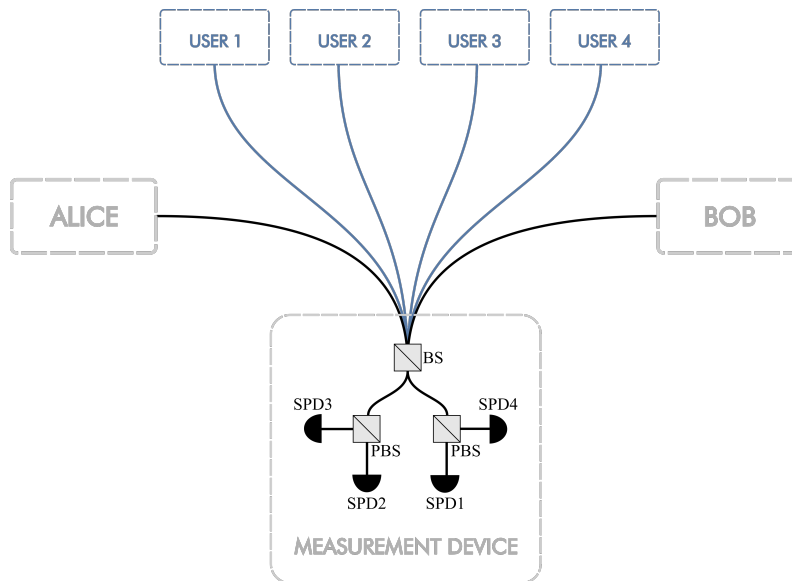 USER 1
USER 2
USER 3
USER 4
ALICE
BOB
BS
SPD3
SPD4
PBS
PBS
SPD2
SPD1
MEASUREMENT DEVICE